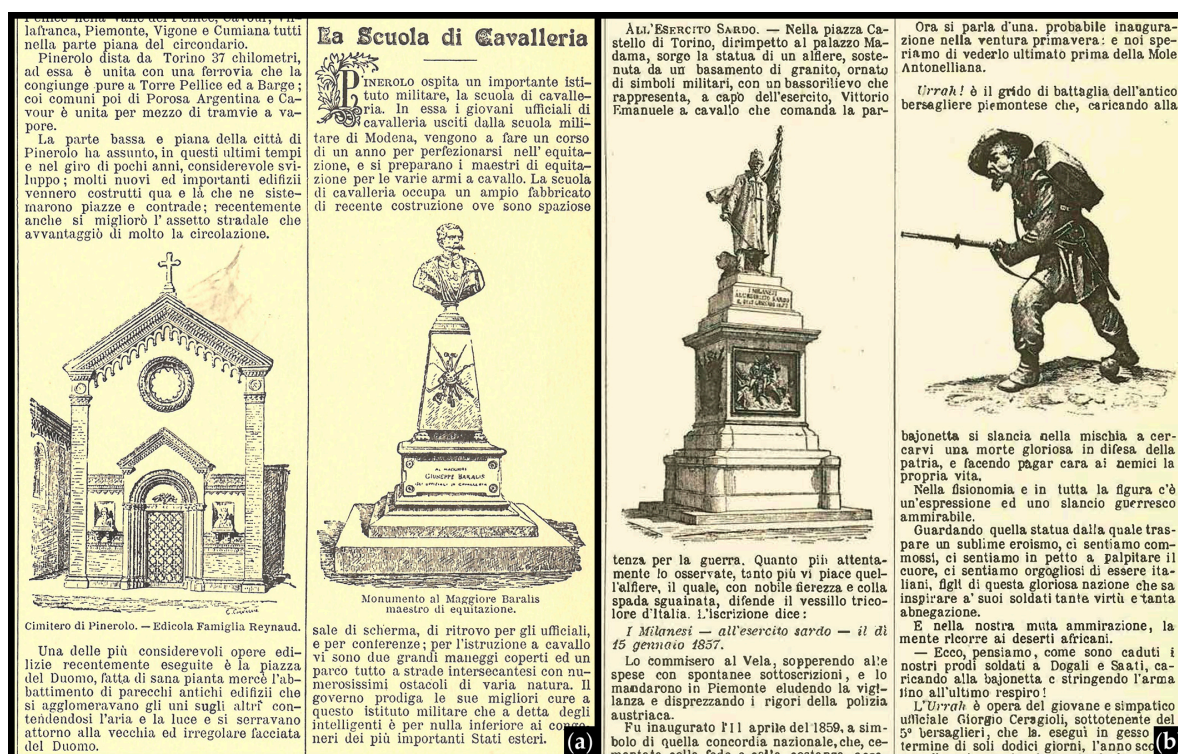 lafranca, Piemonte, Vigone e Cumiana tutti
nella parte piana del circondario.
Pinerolo dista da Torino 37 chilometri,
ad essa è unita con una ferrovia che la
congiunge pure a Torre Pellice ed a Barge;
coi comuni poi di Porosa Argentina e Ca-
vour è unita per mezzo di tramvie a va-
pore.
La parte bassa e piana della città di
Pinerolo ha assunto, in questi ultimi tempi
e nel giro di pochi anni, considerevole svi-
luppo; molti nuovi ed importanti edifizii
vennero costrutti qua e là che ne siste-
marono piazze e contrade; recentemente
anche si migliorò l'assetto stradale che
avvantaggiò di molto la circolazione.
Cimitero di Pinerolo. — Edicola Famiglia Reynaud.
Una delle più considerevoli opere edi-
lizie recentemente eseguite è la piazza
del Duomo, fatta di sana pianta mercè l'ab-
battimento di parecchi antichi edifizii che
si agglomeravano gli uni sugli altri con-
tendendosi l'aria e la luce e si serravano
attorno alla vecchia ed irregolare facciata
del Duomo.
La Scuola di Cavalleria
PINEROLO ospita un importante isti-
tuto militare, la scuola di cavalle-
ria. In essa i giovani ufficiali di
cavalleria usciti dalla scuola mili-
tare di Modena, vengono a fare un corso
di un anno per perfezionarsi nell'equita-
zione, e si preparano i maestri di equita-
zione per le varie armi a cavallo. La scuola
di cavalleria occupa un ampio fabbricato
di recente costruzione ove sono spaziose
AL MAGGIORE
GIUSEPPE BARALIS
GLI UFFICIALI DI CAVALLERIA
Monumento al Maggiore Baralis
maestro di equitazione.
sale di scherma, di ritrovo per gli ufficiali,
e per conferenze; per l'istruzione a cavallo
vi sono due grandi maneggi coperti ed un
parco tutto a strade intersecantesi con nu-
merosissimi ostacoli di varia natura. Il
governo prodiga le sue migliori cure a
questo istituto militare che a detta degli
intelligenti è per nulla inferiore ai conge-
neri dei più importanti Stati esteri.
(a)
ALL'ESERCITO SARDO. — Nella piazza Ca-
stello di Torino, dirimpetto al palazzo Ma-
dama, sorge la statua di un alfiere, soste-
nuta da un basamento di granito, ornato
di simboli militari, con un bassorilievo che
rappresenta, a capo dell'esercito, Vittorio
Emanuele a cavallo che comanda la par-
I MILANESI
ALL'ESERCITO SARDO
tenza per la guerra. Quanto più attenta-
mente lo osservate, tanto più vi piace quel-
l'alfiere, il quale, con nobile fierezza e colla
spada sguainata, difende il vessillo trico-
lore d'Italia. L'iscrizione dice:
I Milanesi — all'esercito sardo — il dì
15 gennaio 1857.
Lo commisero al Vela, sopperendo alle
spese con spontanee sottoscrizioni, e lo
mandarono in Piemonte eludendo la vigi-
lanza e disprezzando i rigori della polizia
austriaca.
Fu inaugurato l'11 aprile del 1859, a sim-
bolo di quella concordia nazionale, che, ce-
Ora si parla d'una. probabile inaugu-
razione nella ventura primavera: e noi spe-
riamo di vederlo ultimato prima della Mole
Antonelliana.
Urrah! è il grido di battaglia dell'antico
bersagliere piemontese che, caricando alla
bajonetta si slancia nella mischia a cer-
carvi una morte gloriosa in difesa della
patria, e facendo pagar cara ai nemici la
propria vita.
Nella fisionomia e in tutta la figura c'è
un'espressione ed uno slancio guerresco
ammirabile.
Guardando quella statua dalla quale tras-
pare un sublime eroismo, ci sentiamo com-
mossi, ci sentiamo in petto a palpitare il
cuore, ci sentiamo orgogliosi di essere ita-
liani, figli di questa gloriosa nazione che sa
inspirare a' suoi soldati tante virtù e tanta
abnegazione.
E nella nostra muta ammirazione, la
mente ricorre ai deserti africani.
— Ecco, pensiamo, come sono caduti i
nostri prodi soldati a Dogali e Saati, ca-
ricando alla bajonetta e stringendo l'arma
fino all'ultimo respiro!
L'Urrah è opera del giovane e simpatico
ufficiale Giorgio Ceragioli, sottotenente del
5º bersaglieri, che la eseguì in gesso
termine di soli dodici giorni, l'anno sco
(b)